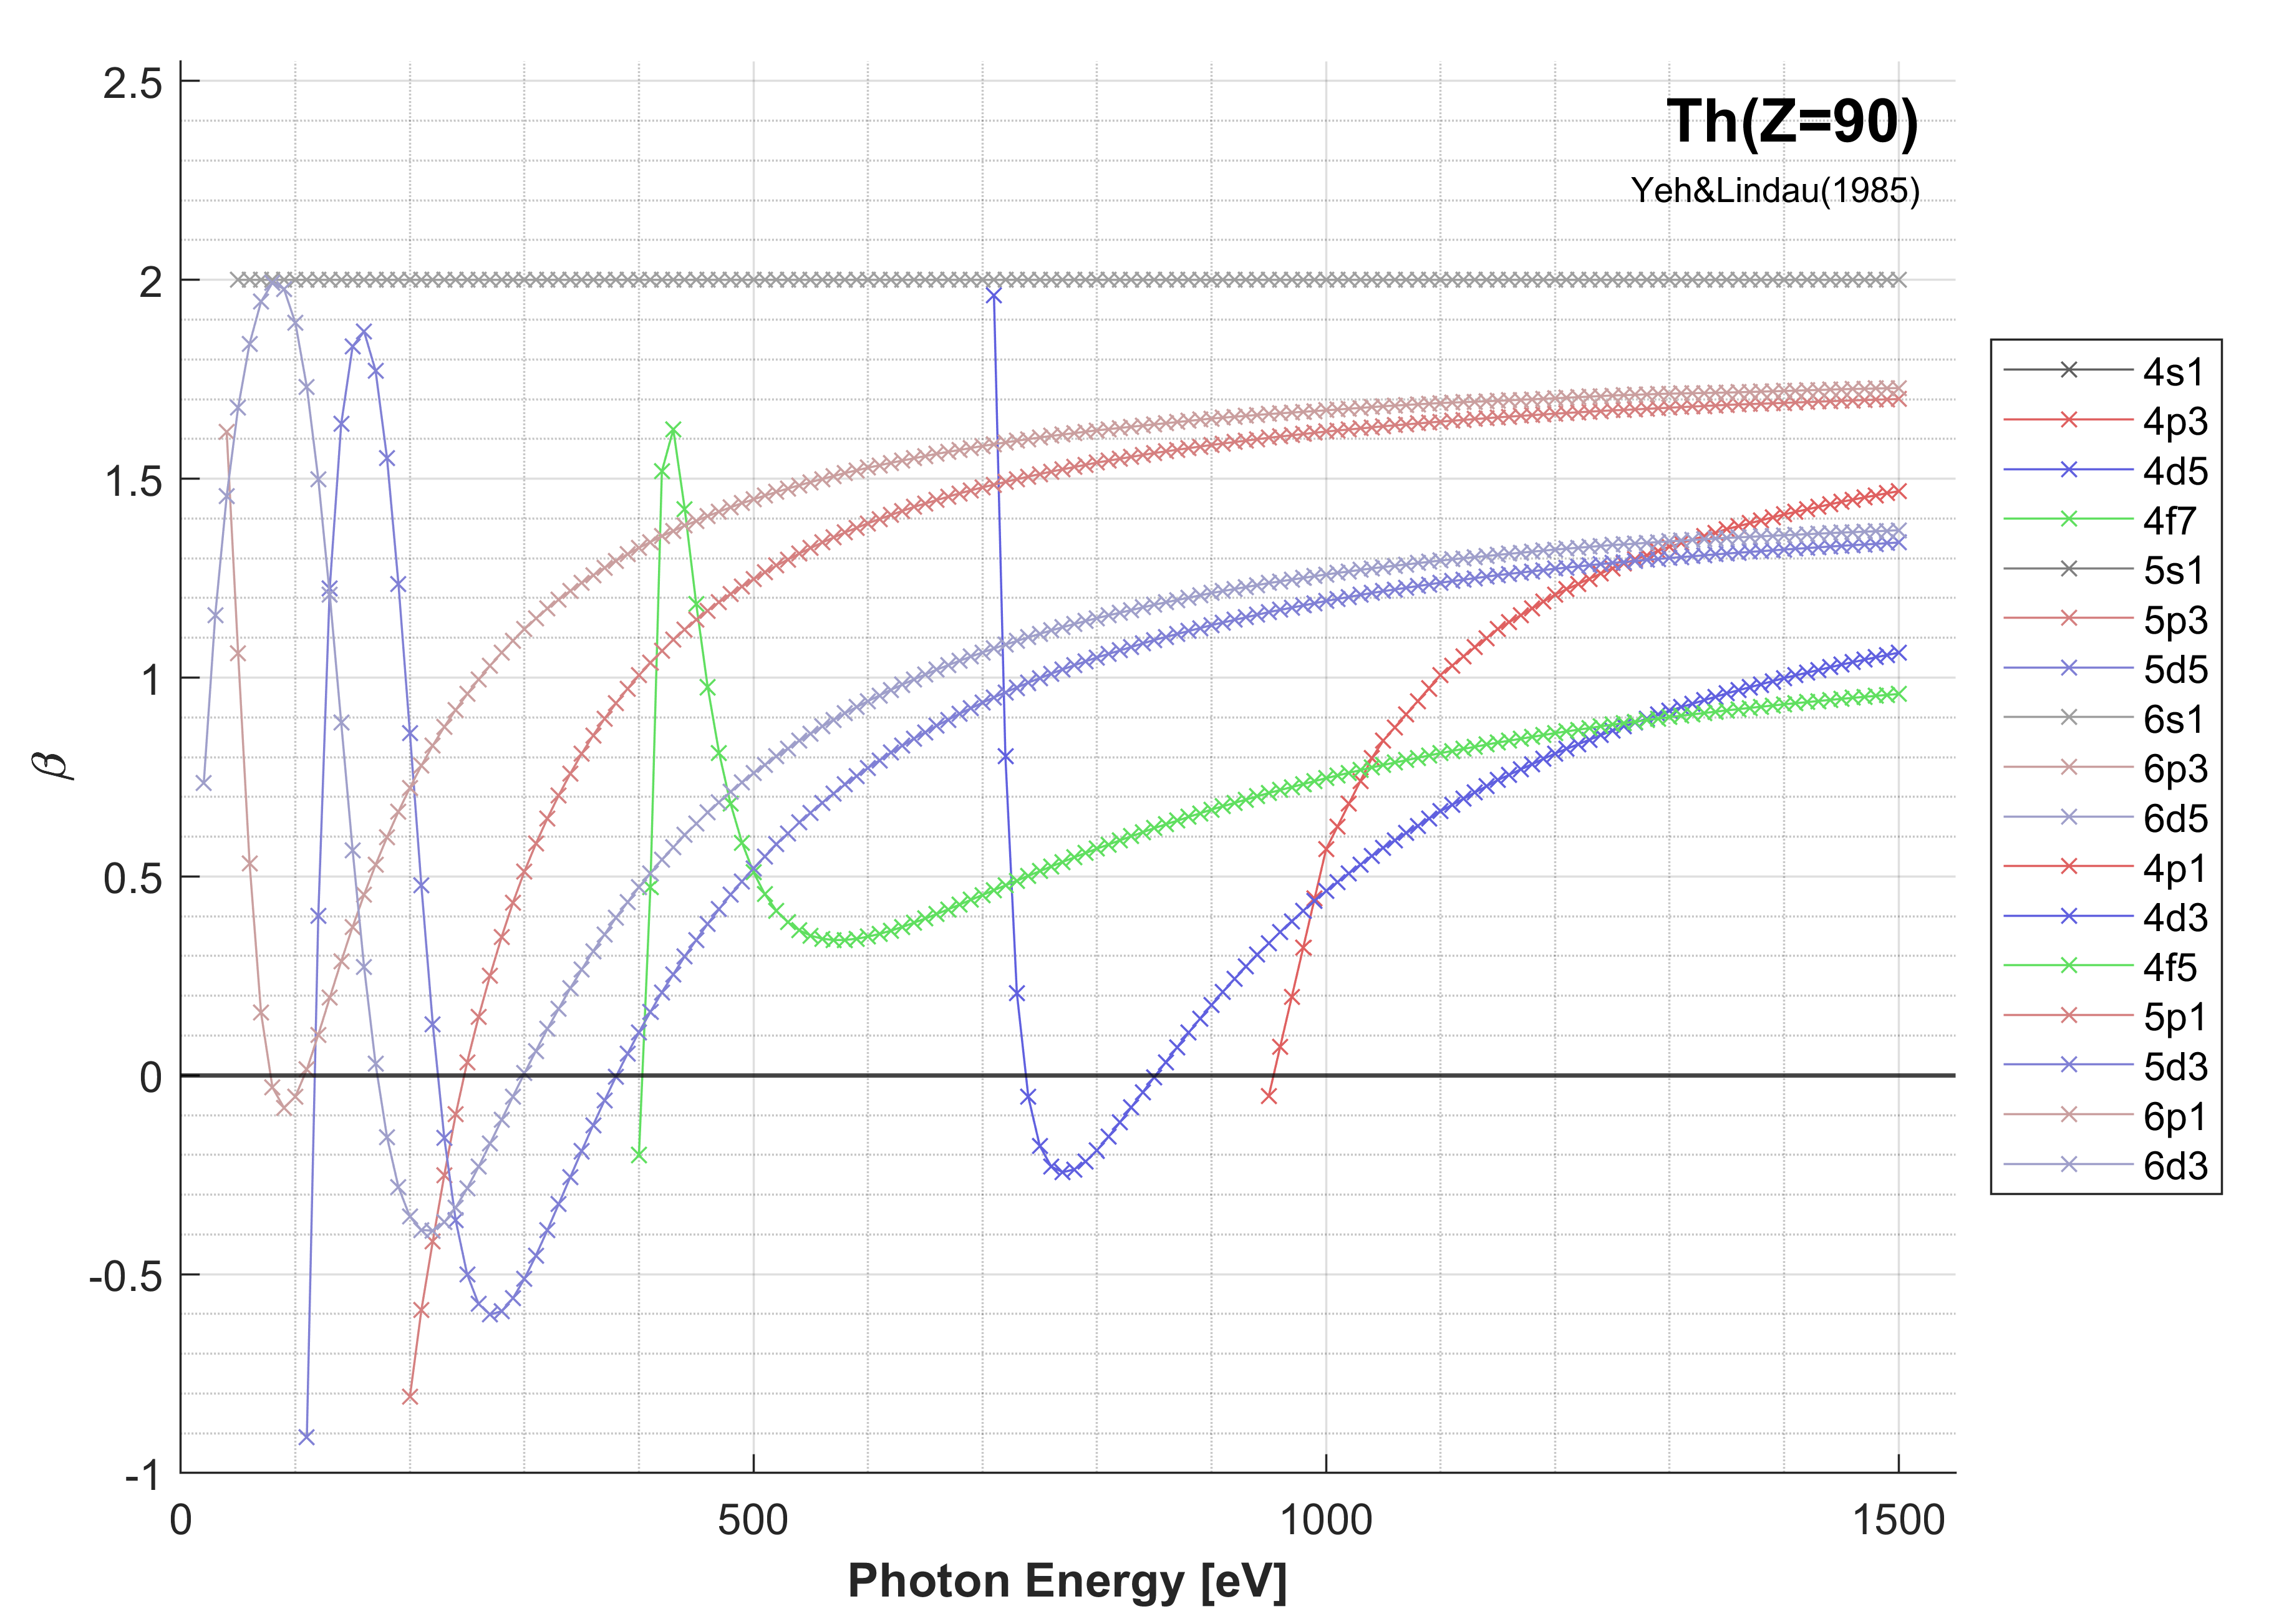 Th(Z=90)
Yeh&Lindau(1985)
2.5
2
1.5
1
0.5
0
-0.5
-1
β
0 500 1000 1500
Photon Energy [eV]
4s1
4p3
4d5
4f7
5s1
5p3
5d5
6s1
6p3
6d5
4p1
4d3
4f5
5p1
5d3
6p1
6d3